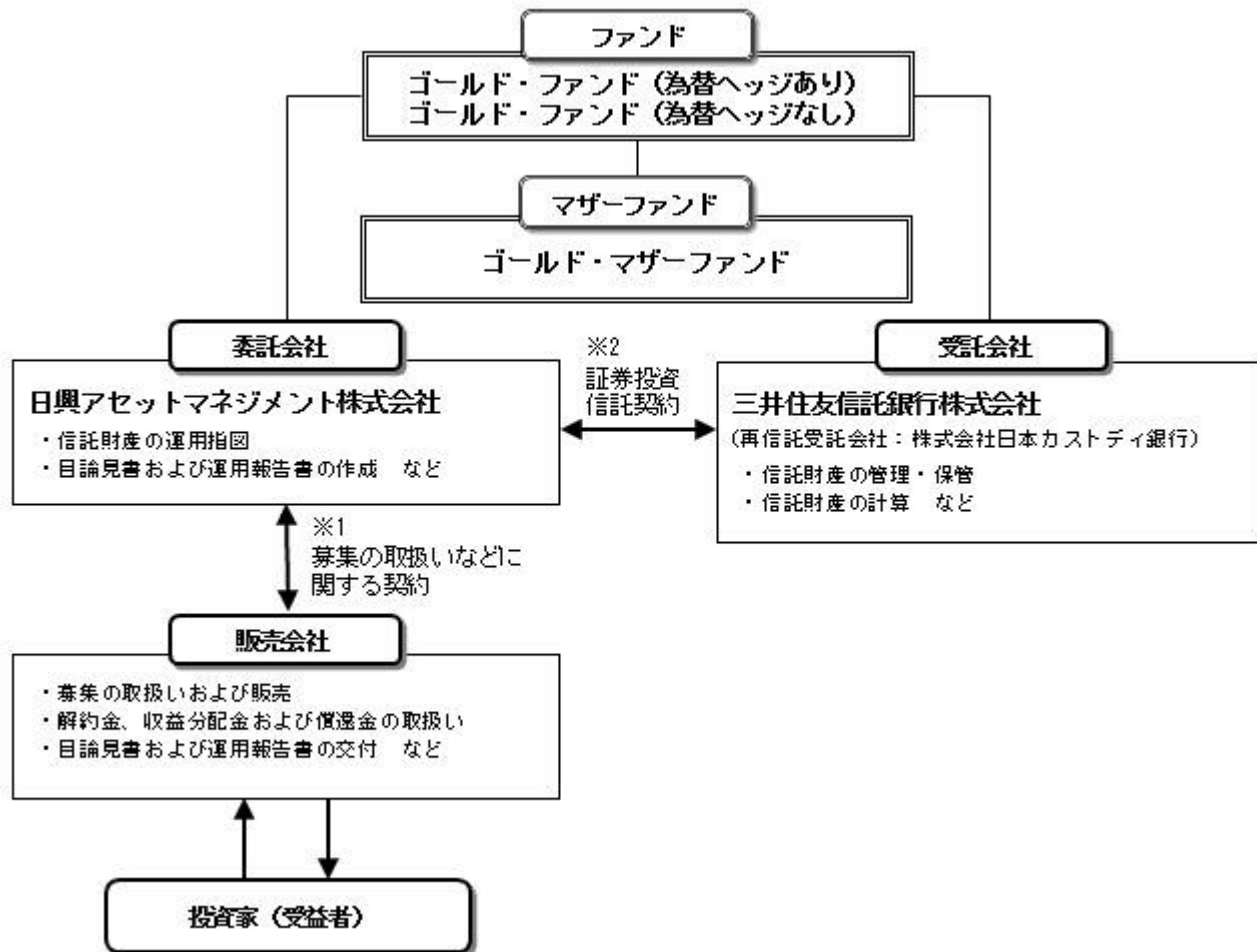 ファンド
ゴールド・ファンド（為替ヘッジあり）
ゴールド・ファンド（為替ヘッジなし）
マザーファンド
ゴールド・マザーファンド
委託会社
日興アセットマネジメント株式会社
・信託財産の運用指図
・目論見書および運用報告書の作成　など
※2
証券投資
信託契約
受託会社
三井住友信託銀行株式会社
(再信託受託会社：株式会社日本カストディ銀行)
・信託財産の管理・保管
・信託財産の計算　など
※1
募集の取扱いなどに
関する契約
販売会社
・募集の取扱いおよび販売
・解約金、収益分配金および償還金の取扱い
・目論見書および運用報告書の交付　など
投資家（受益者）